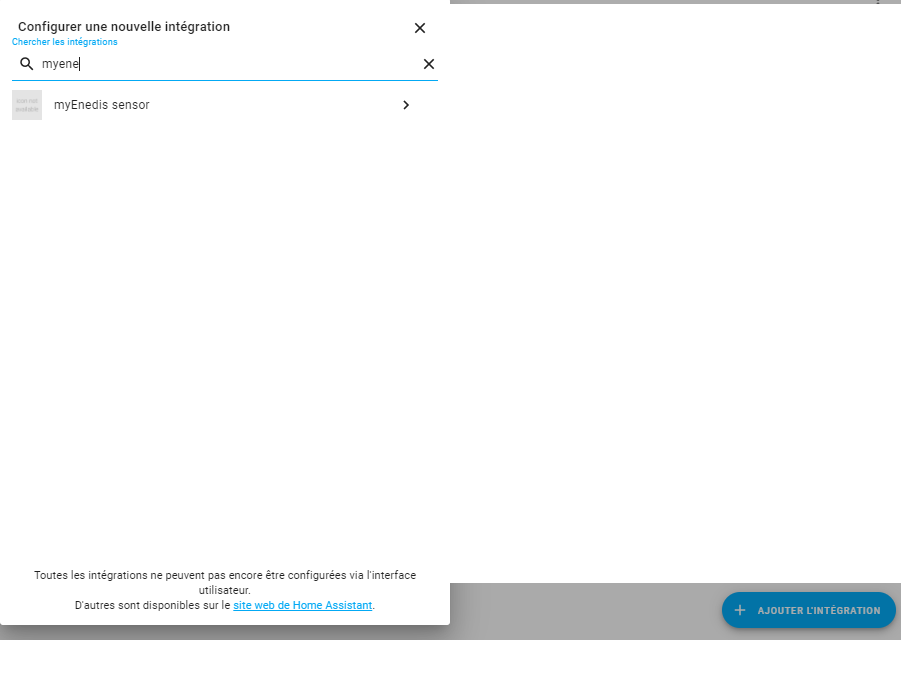 Configurer une nouvelle intégration
Chercher les intégrations
myene
icon not
available
myEnedis sensor
Toutes les intégrations ne peuvent pas encore être configurées via l'interface
utilisateur.
D'autres sont disponibles sur le site web de Home Assistant.
AJOUTER L'INTÉGRATION